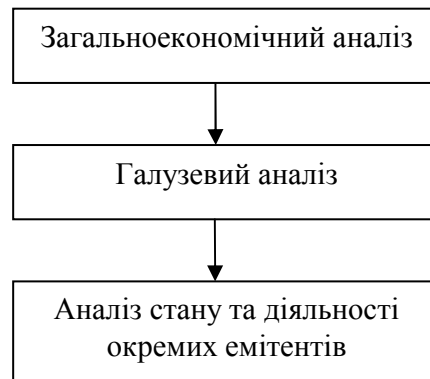 Загальноекономічний аналіз
Галузевий аналіз
Аналіз стану та діяльності
окремих емітентів